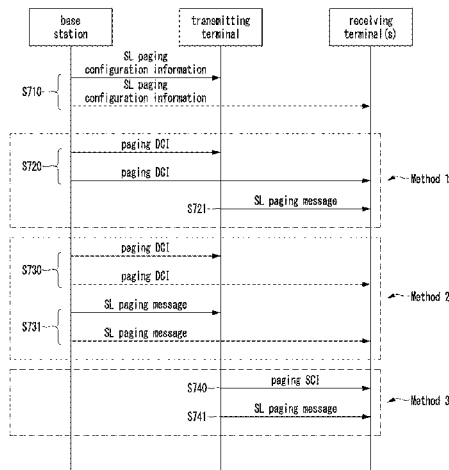 base
station
transmitting
terminal
receiving
terminal(s)
SL paging
configuration information
SL paging
configuration information
S710
paging DCI
S720
paging DCI
Method 1
S721
SL paging message
paging DCI
S730
paging DCI
Method 2
SL paging message
S731
SL paging message
S740
paging SCI
Method 3
S741
SL paging message